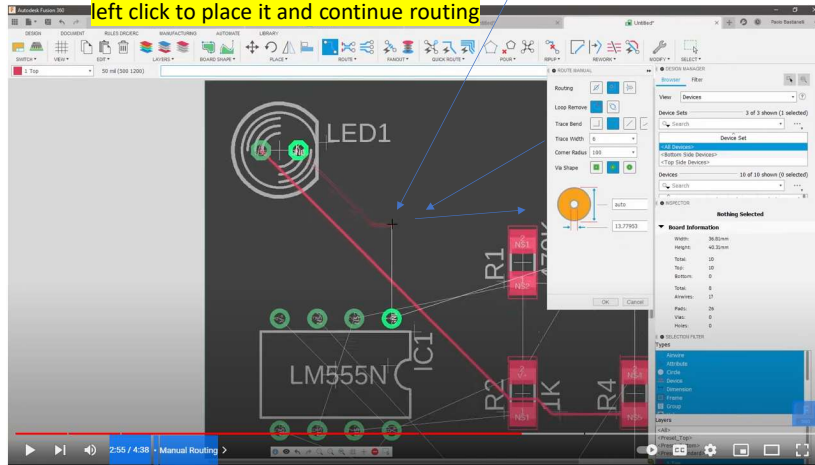 left click to place it and continue routing
Autodesk Fusion 360
Untitled*
DESIGN DOCUMENT RULES DRC/ERC MANUFACTURING AUTOMATE LIBRARY
SWITCH VIEW EDIT LAYERS BOARD SHAPE PLACE ROUTE FANOUT QUICK ROUTE POUR RIPUP REWORK MODIFY SELECT
1 Top
50 mil (500 1200)
ROUTE MANUAL
Routing
Loop Remove
Trace Bend
Trace Width 6
Corner Radius 100
Via Shape
auto
13.77953
OK Cancel
DESIGN MANAGER
Browser Filter
View Devices
Device Sets 3 of 3 shown (1 selected)
Search
Device Set
<All Devices>
<Bottom Side Devices>
<Top Side Devices>
Devices 10 of 10 shown (0 selected)
Search
INSPECTOR
Nothing Selected
Board Information
Width: 36.81mm
Height: 40.31mm
Total: 10
Top: 10
Bottom: 0
Total: 8
Airwires: 17
Pads: 26
Vias: 0
Holes: 0
SELECTION FILTER
Types
Airwire
Attribute
Circle
Device
Dimension
Frame
Group
Layers
<All>
<Preset_Top>
LED1
R1
470K
LM555N
IC1
R2
1K
R4
2:55 / 4:38 • Manual Routing >